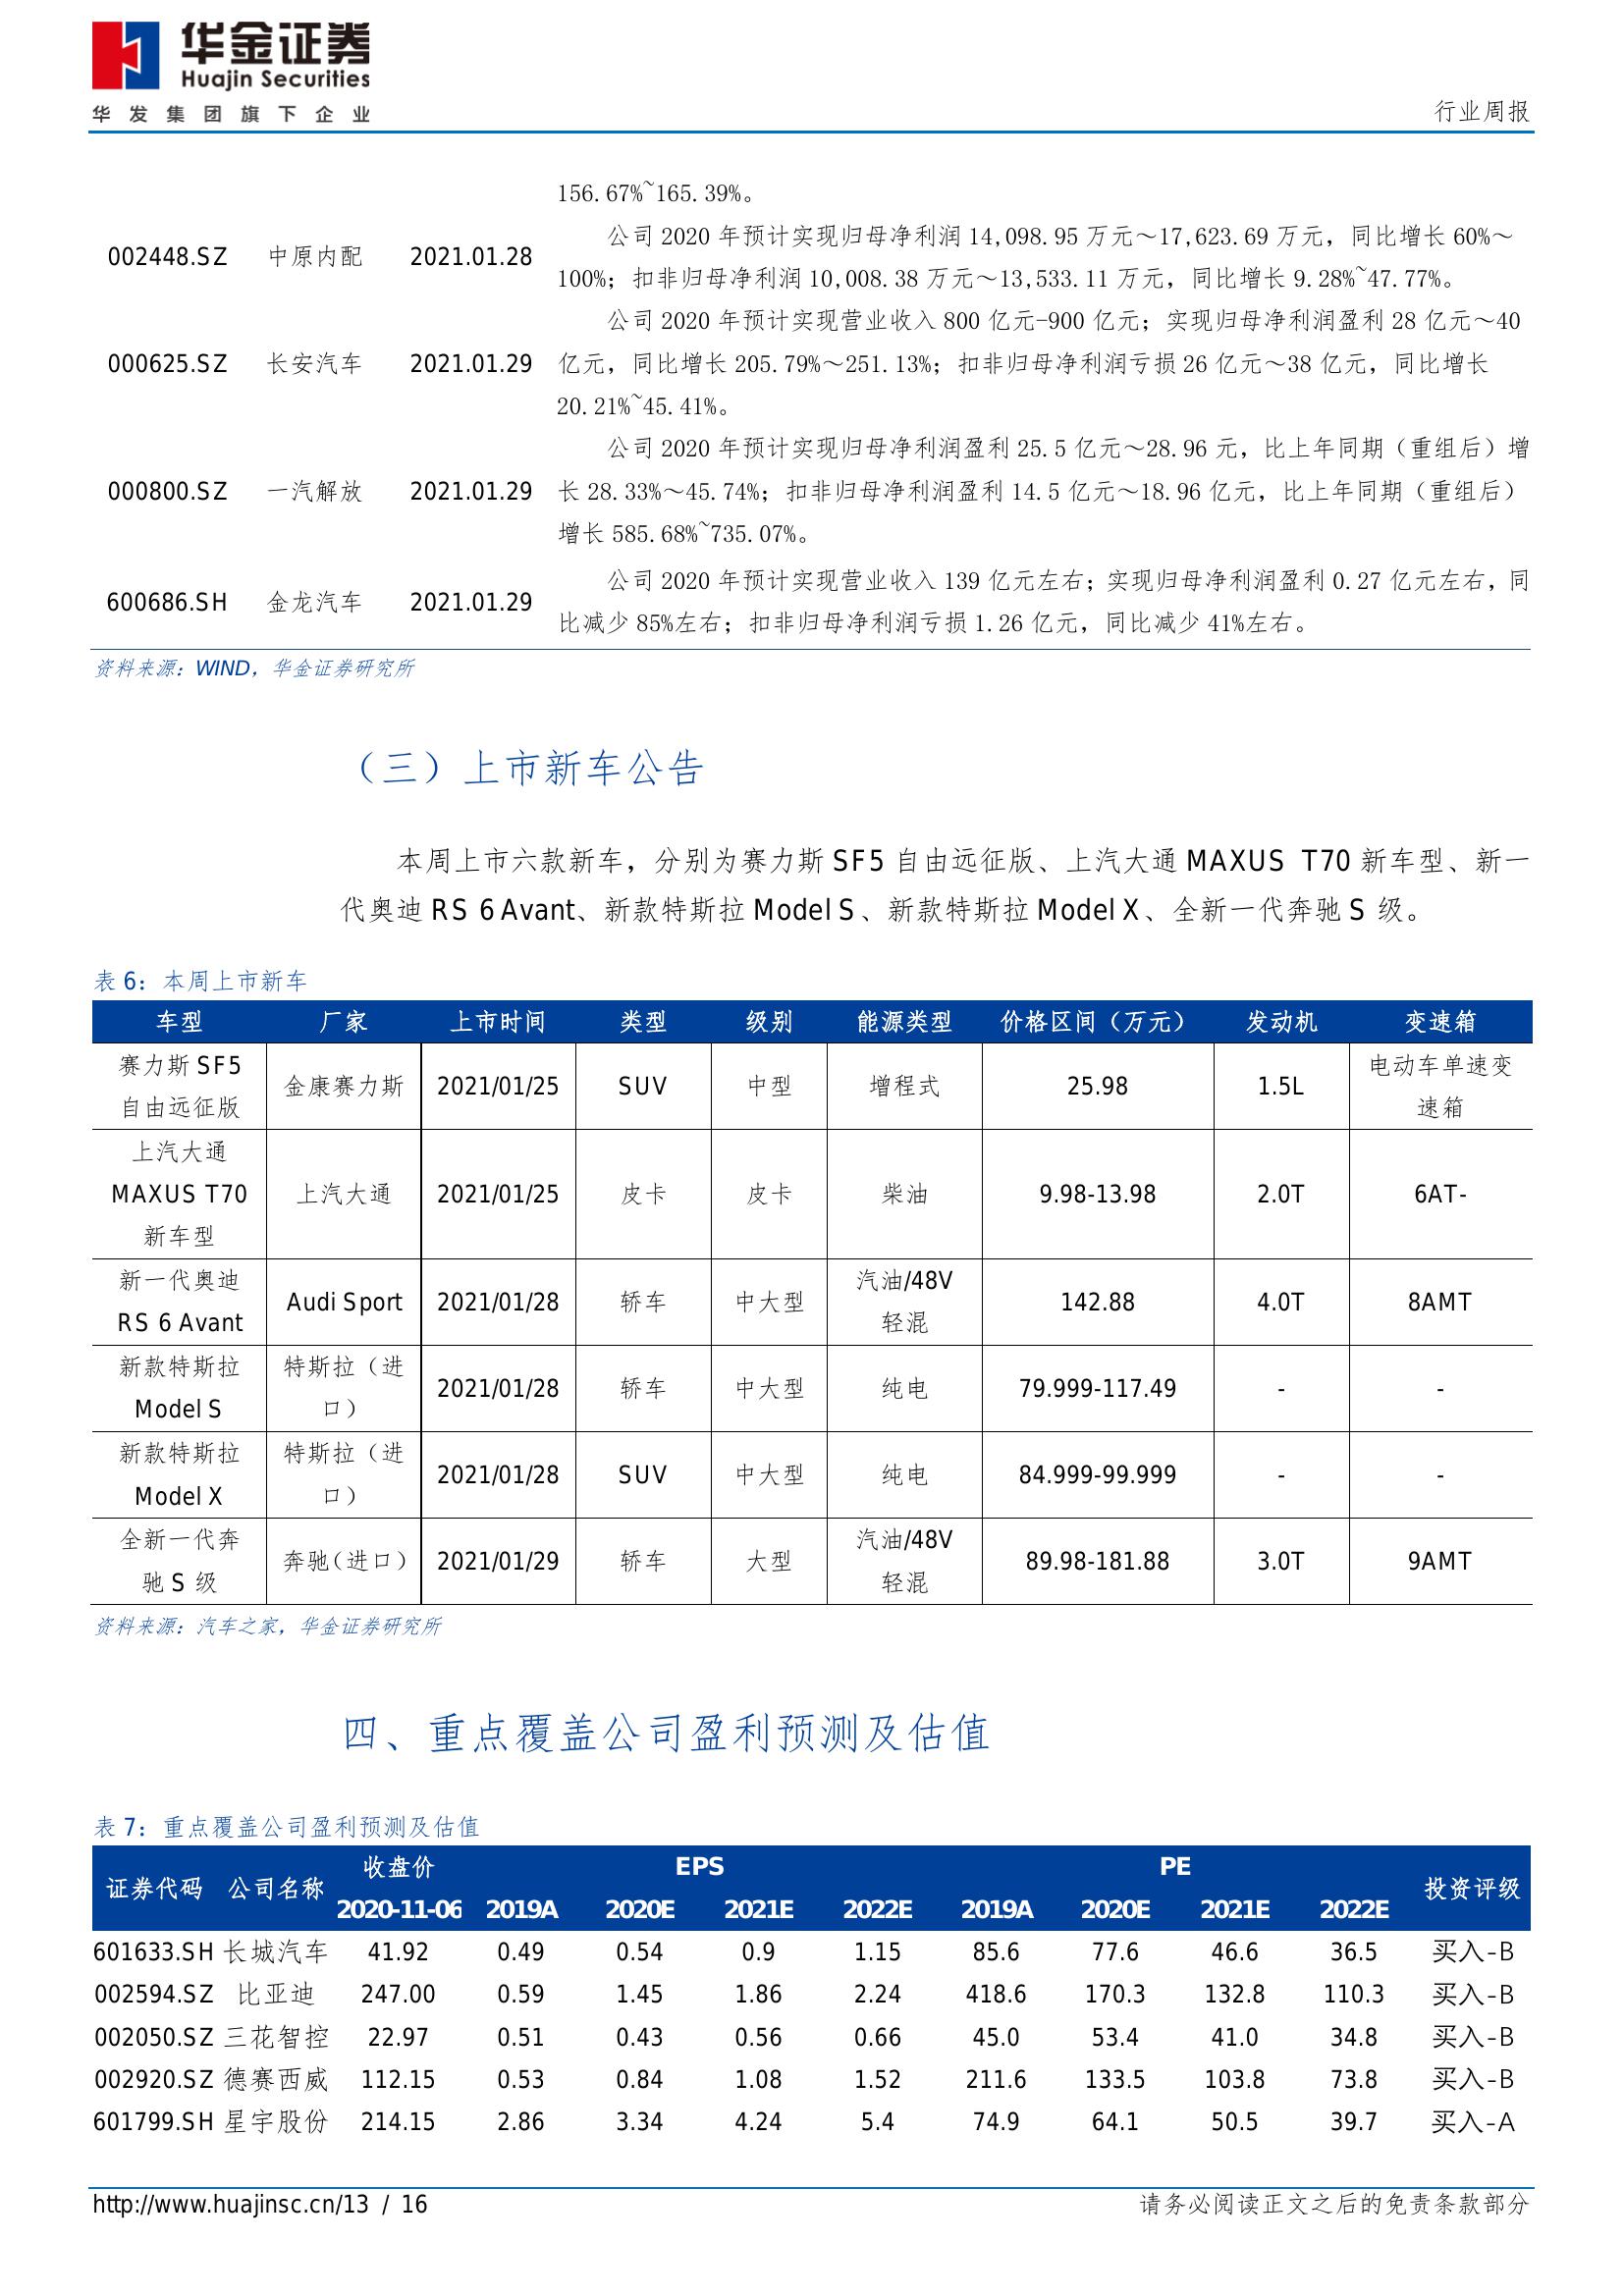 华金证券
Huajin Securities
华发集团旗下企业
行业周报
156.67%~165.39%。
002448.SZ 中原内配 2021.01.28 公司 2020 年预计实现归母净利润 14,098.95 万元～17,623.69 万元，同比增长 60%～
100%；扣非归母净利润 10,008.38 万元～13,533.11 万元，同比增长 9.28%~47.77%。
公司 2020 年预计实现营业收入 800 亿元-900 亿元；实现归母净利润盈利 28 亿元～40
000625.SZ 长安汽车 2021.01.29 亿元，同比增长 205.79%～251.13%；扣非归母净利润亏损 26 亿元～38 亿元，同比增长
20.21%~45.41%。
公司 2020 年预计实现归母净利润盈利 25.5 亿元～28.96 元，比上年同期（重组后）增
000800.SZ 一汽解放 2021.01.29 长 28.33%～45.74%；扣非归母净利润盈利 14.5 亿元～18.96 亿元，比上年同期（重组后）
增长 585.68%~735.07%。
600686.SH 金龙汽车 2021.01.29 公司 2020 年预计实现营业收入 139 亿元左右；实现归母净利润盈利 0.27 亿元左右，同
比减少 85%左右；扣非归母净利润亏损 1.26 亿元，同比减少 41%左右。
资料来源：WIND，华金证券研究所
（三）上市新车公告
本周上市六款新车，分别为赛力斯 SF5 自由远征版、上汽大通 MAXUS T70 新车型、新一
代奥迪 RS 6 Avant、新款特斯拉 Model S、新款特斯拉 Model X、全新一代奔驰 S 级。
表 6：本周上市新车
车型 厂家 上市时间 类型 级别 能源类型 价格区间（万元） 发动机 变速箱
赛力斯 SF5
自由远征版 金康赛力斯 2021/01/25 SUV 中型 增程式 25.98 1.5L 电动车单速变
速箱
上汽大通
MAXUS T70
新车型 上汽大通 2021/01/25 皮卡 皮卡 柴油 9.98-13.98 2.0T 6AT-
新一代奥迪
RS 6 Avant Audi Sport 2021/01/28 轿车 中大型 汽油/48V
轻混 142.88 4.0T 8AMT
新款特斯拉
Model S 特斯拉（进
口） 2021/01/28 轿车 中大型 纯电 79.999-117.49 - -
新款特斯拉
Model X 特斯拉（进
口） 2021/01/28 SUV 中大型 纯电 84.999-99.999 - -
全新一代奔
驰 S 级 奔驰（进口） 2021/01/29 轿车 大型 汽油/48V
轻混 89.98-181.88 3.0T 9AMT
资料来源：汽车之家，华金证券研究所
四、重点覆盖公司盈利预测及估值
表 7：重点覆盖公司盈利预测及估值
证券代码 公司名称 收盘价 EPS PE 投资评级
2020-11-06 2019A 2020E 2021E 2022E 2019A 2020E 2021E 2022E
601633.SH 长城汽车 41.92 0.49 0.54 0.9 1.15 85.6 77.6 46.6 36.5 买入-B
002594.SZ 比亚迪 247.00 0.59 1.45 1.86 2.24 418.6 170.3 132.8 110.3 买入-B
002050.SZ 三花智控 22.97 0.51 0.43 0.56 0.66 45.0 53.4 41.0 34.8 买入-B
002920.SZ 德赛西威 112.15 0.53 0.84 1.08 1.52 211.6 133.5 103.8 73.8 买入-B
601799.SH 星宇股份 214.15 2.86 3.34 4.24 5.4 74.9 64.1 50.5 39.7 买入-A
http://www.huajinsc.cn/13 / 16
请务必阅读正文之后的免责条款部分